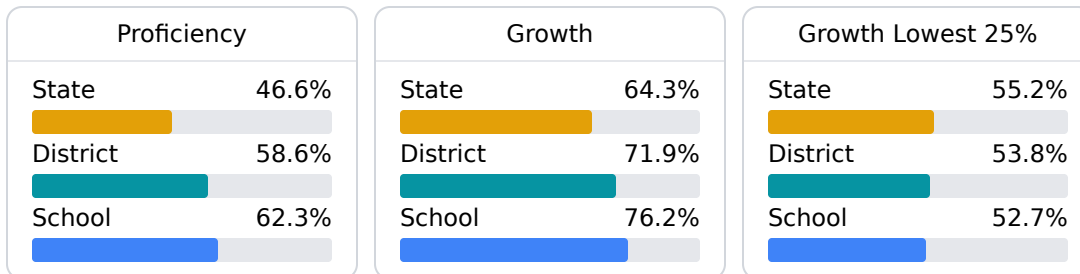 Proficiency
State 46.6%
District 58.6%
School 62.3%
Growth
State 64.3%
District 71.9%
School 76.2%
Growth Lowest 25%
State 55.2%
District 53.8%
School 52.7%